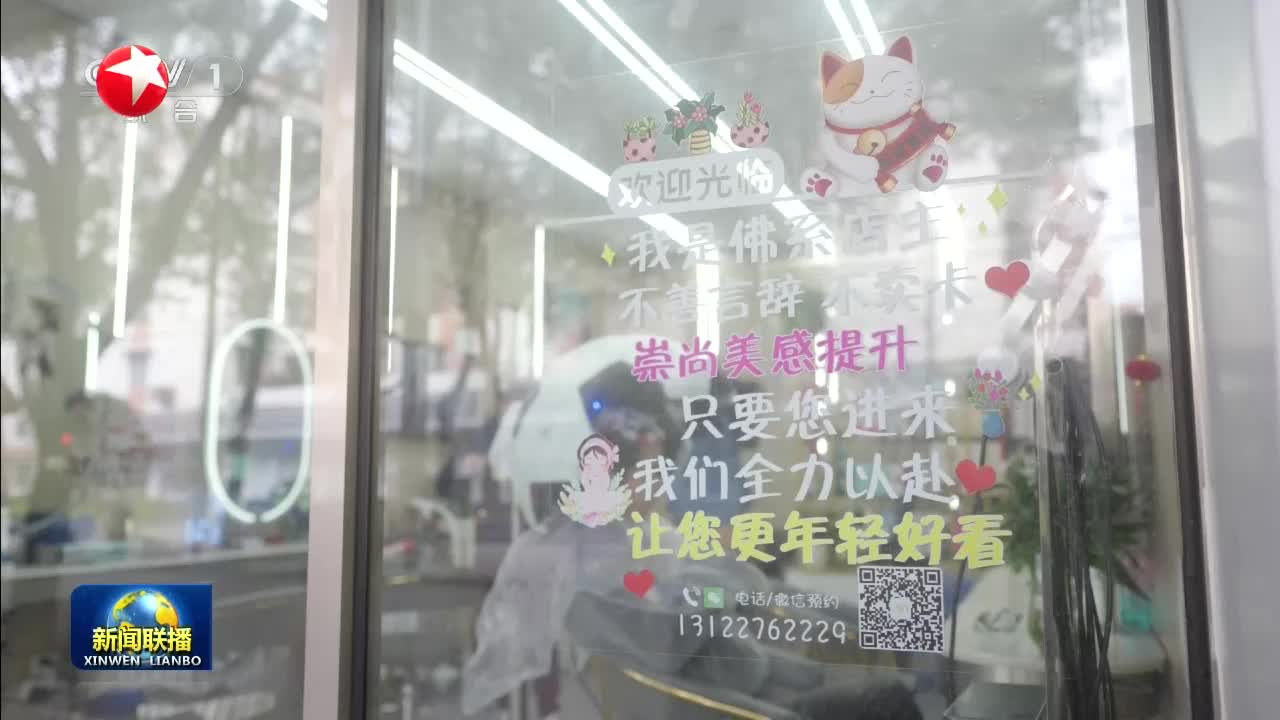 1
合
欢迎光临
我是佛系店主
不善言辞 不卖卡
崇尚美感提升
只要您进来
我们全力以赴
让您更年轻好看
电话/微信预约
13122762229
新闻联播
XINWEN LIANBO